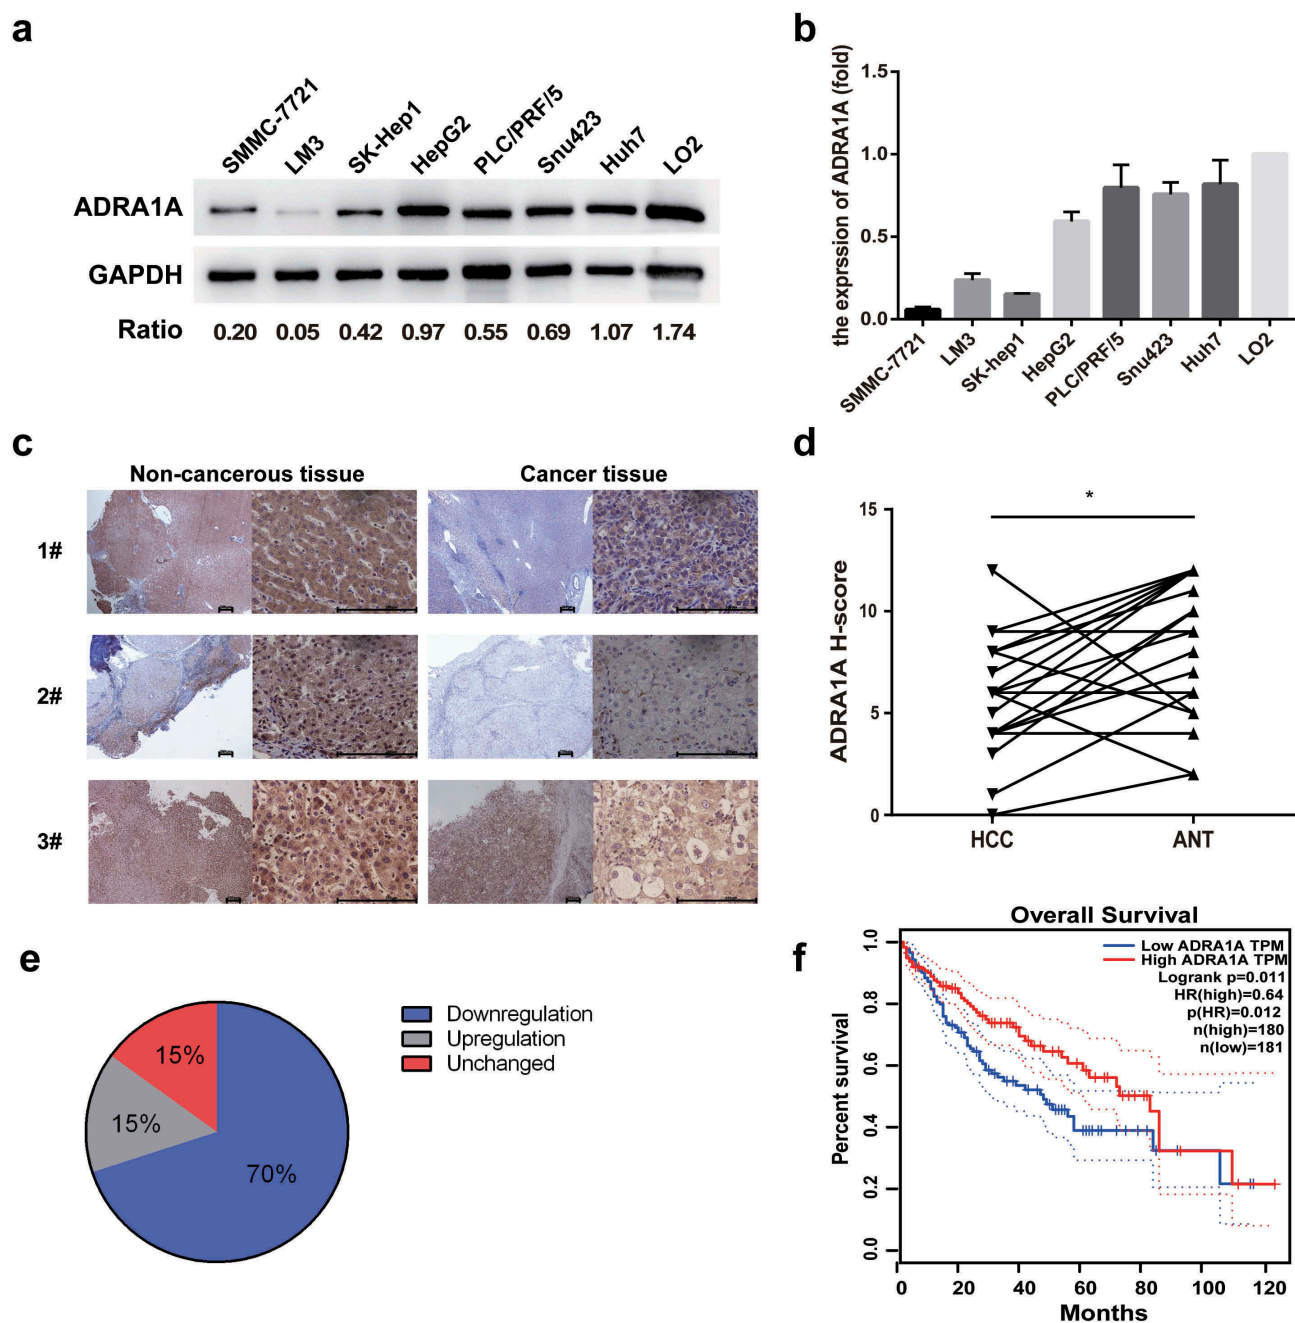 a
SMMC-7721 LM3 SK-Hep1 HepG2 PLC/PRF/5 Snu423 Huh7 LO2
ADRA1A
GAPDH
Ratio 0.20 0.05 0.42 0.97 0.55 0.69 1.07 1.74
b
the exprssion of ADRA1A (fold)
1.5
1.0
0.5
0.0
SMMC-7721 LM3 SK-hep1 HepG2 PLC/PRF/5 Snu423 Huh7 LO2
c
Non-cancerous tissue Cancer tissue
1#
2#
3#
d
*
ADRA1A H-score
15
10
5
0
HCC ANT
e
15%
15%
70%
Downregulation
Upregulation
Unchanged
f
Overall Survival
Low ADRA1A TPM
High ADRA1A TPM
Logrank p=0.011
HR(high)=0.64
p(HR)=0.012
n(high)=180
n(low)=181
Percent survival
1.0
0.8
0.6
0.4
0.2
0.0
0 20 40 60 80 100 120
Months